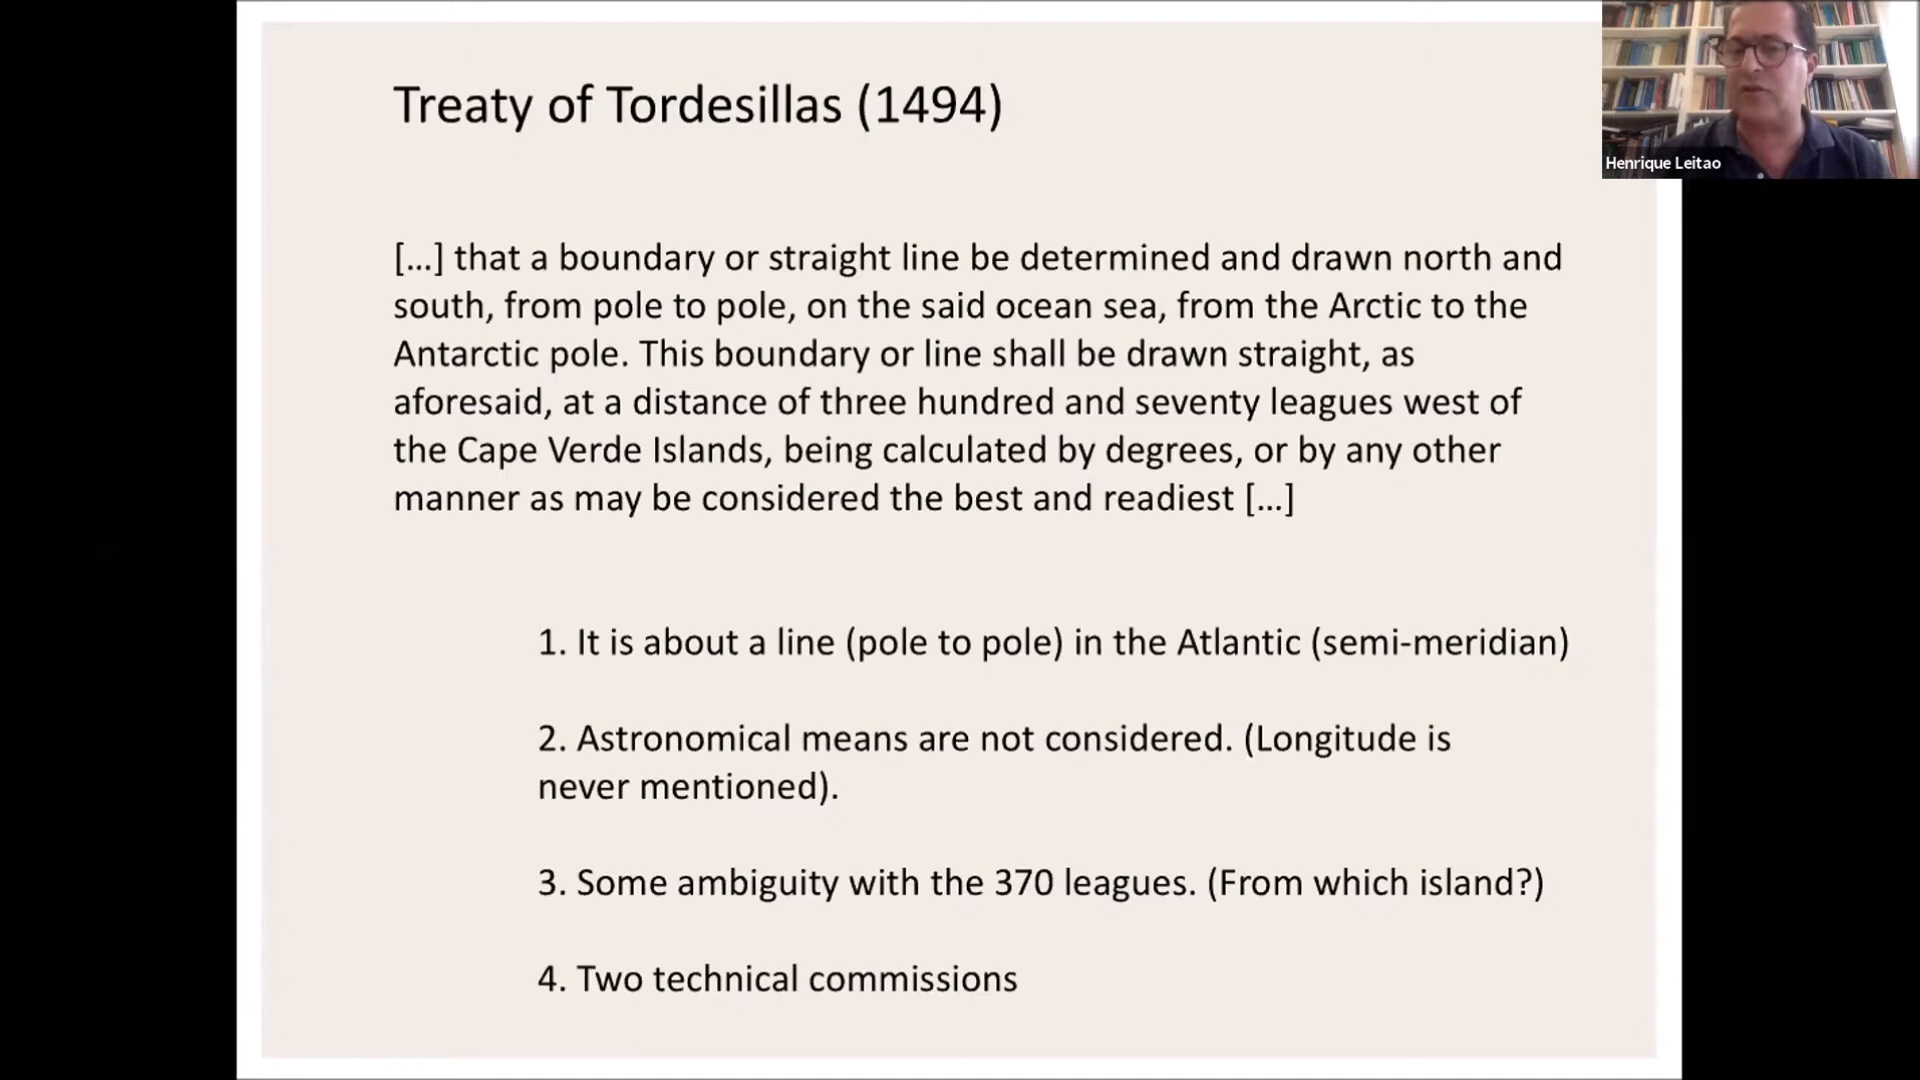 Treaty of Tordesillas (1494)
Henrique Leitao
[...] that a boundary or straight line be determined and drawn north and
south, from pole to pole, on the said ocean sea, from the Arctic to the
Antarctic pole. This boundary or line shall be drawn straight, as
aforesaid, at a distance of three hundred and seventy leagues west of
the Cape Verde Islands, being calculated by degrees, or by any other
manner as may be considered the best and readiest [...]
1. It is about a line (pole to pole) in the Atlantic (semi-meridian)
2. Astronomical means are not considered. (Longitude is
never mentioned).
3. Some ambiguity with the 370 leagues. (From which island?)
4. Two technical commissions